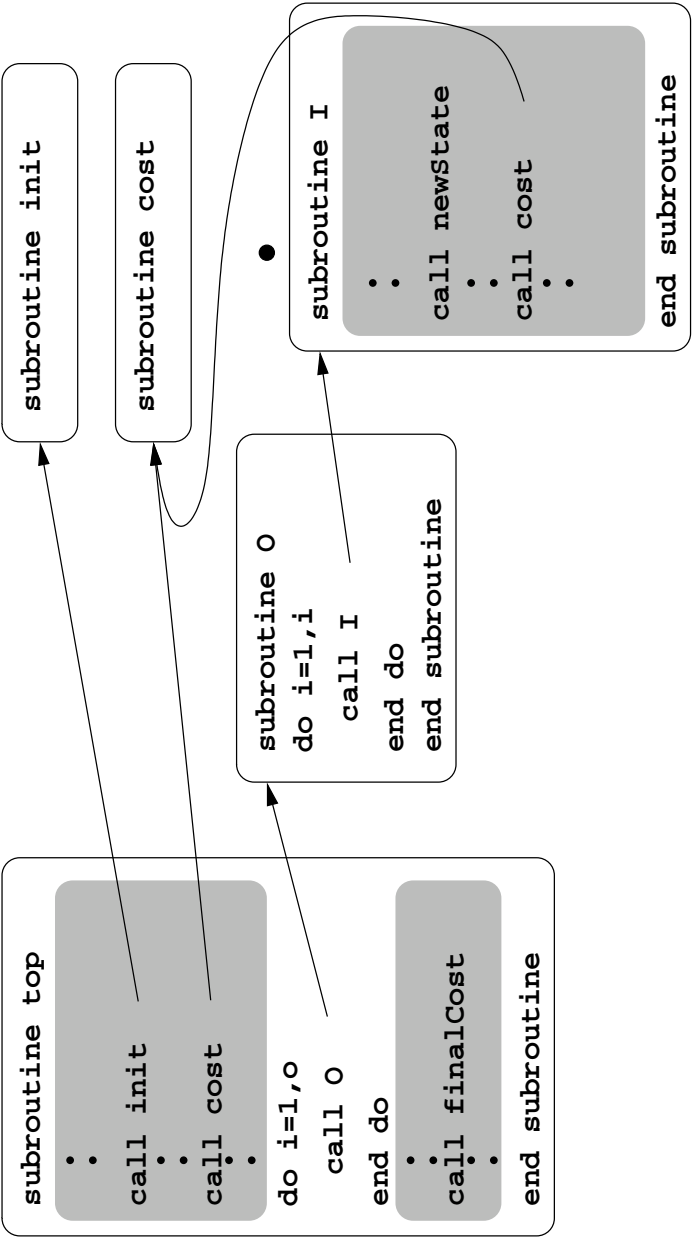 subroutine top
call init
call cost
do i=1,o
call O
end do
call finalCost
end subroutine
subroutine O
do i=1,i
call I
end do
end subroutine
subroutine init
subroutine cost
subroutine I
call newState
call cost
end subroutine